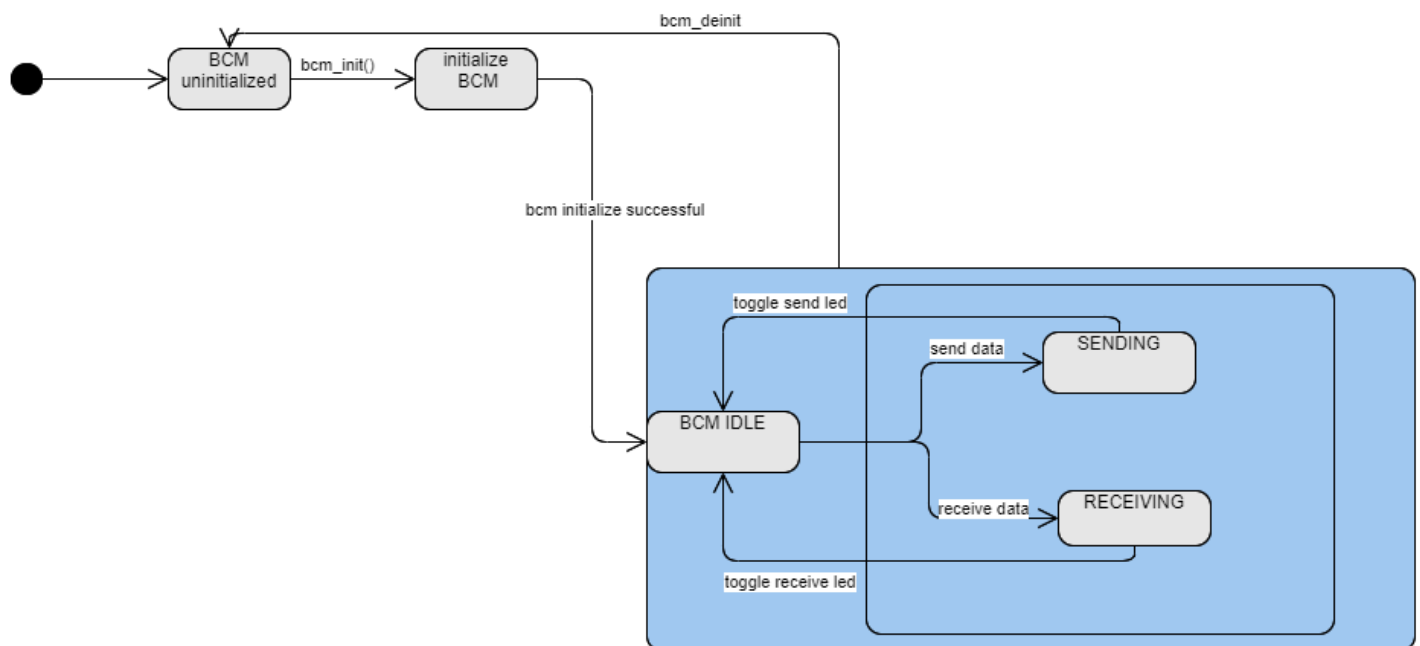 bcm_deinit
BCM
uninitialized
bcm_init()
initialize
BCM
bcm initialize successful
toggle send led
send data
SENDING
BCM IDLE
receive data
RECEIVING
toggle receive led